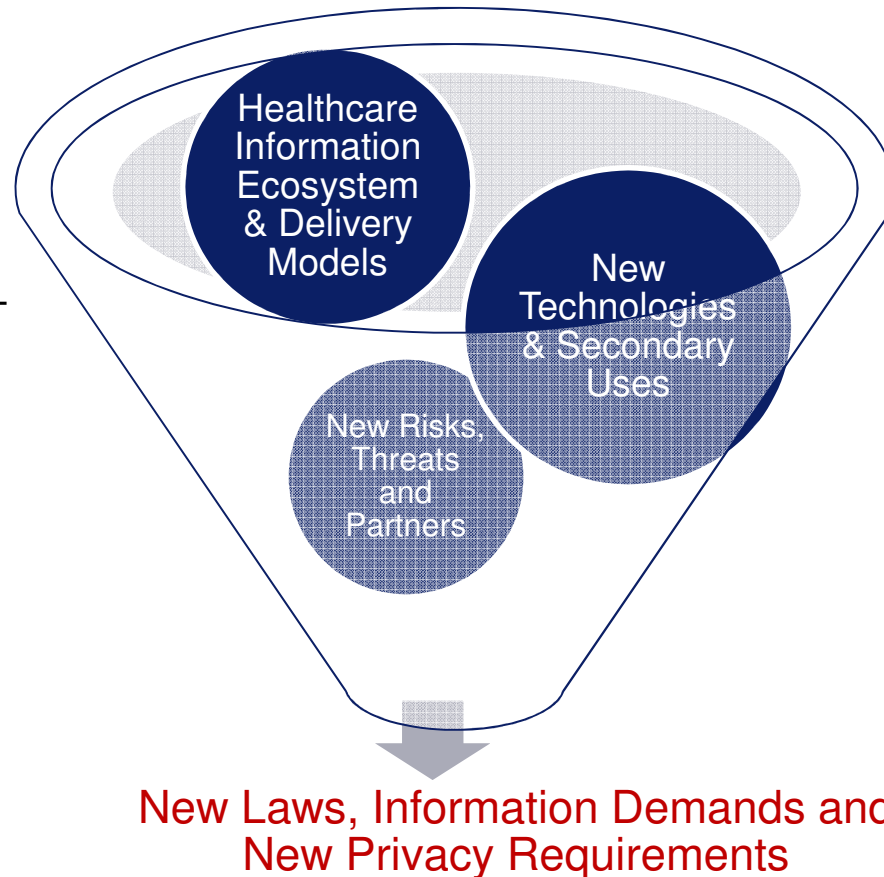 Healthcare
Information
Ecosystem
& Delivery
Models
New
Technologies
& Secondary
Uses
New Risks,
Threats
and
Partners
New Laws, Information Demands and
New Privacy Requirements